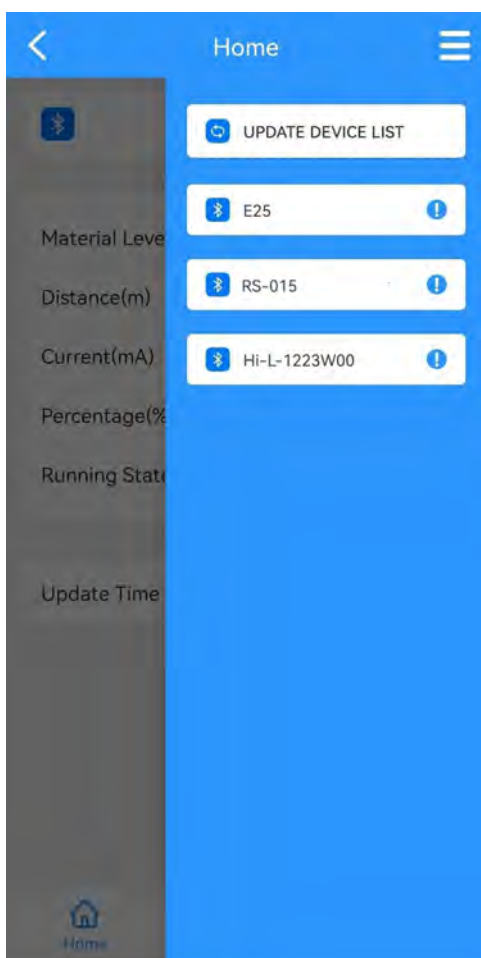 Home
UPDATE DEVICE LIST
E25
RS-015
Hi-L-1223W00
Material Leve
Distance(m)
Current(mA)
Percentage(%
Running State
Update Time
Home